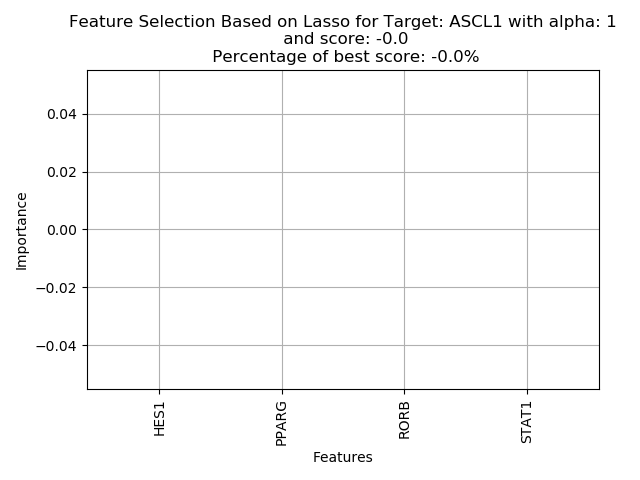 Feature Selection Based on Lasso for Target: ASCL1 with alpha: 1
and score: -0.0
Percentage of best score: -0.0%
Importance
0.04
0.02
0.00
−0.02
−0.04
HES1
PPARG
RORB
STAT1
Features